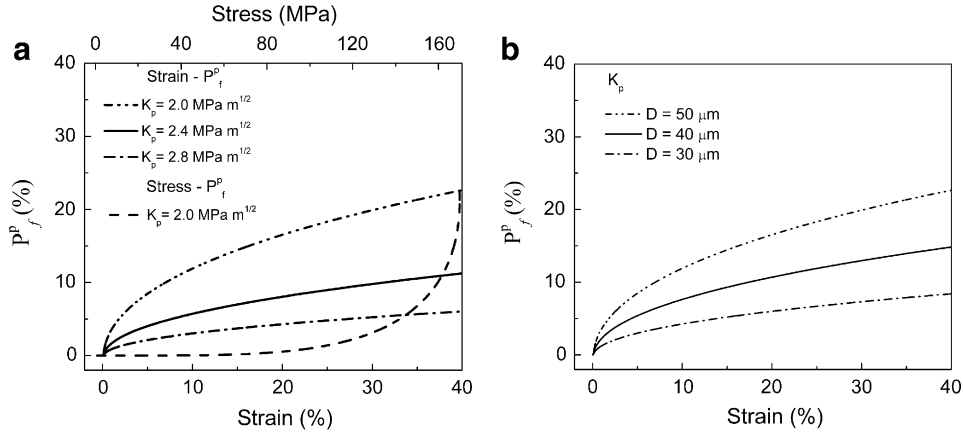 Stress (MPa)
a
0 40 80 120 160
40
30
20
10
0
P^p_f (%)
Strain - P^p_f
K_p= 2.0 MPa m^1/2
K_p= 2.4 MPa m^1/2
K_p= 2.8 MPa m^1/2
Stress - P^p_f
K_p= 2.0 MPa m^1/2
0 10 20 30 40
Strain (%)
b
40
30
20
10
0
P^p_f (%)
K_p
D = 50 μm
D = 40 μm
D = 30 μm
0 10 20 30 40
Strain (%)